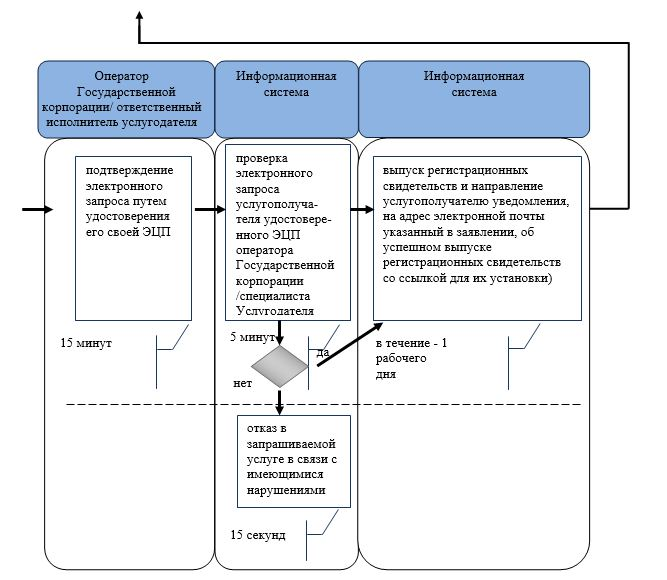 Оператор
Государственной
корпорации/ ответственный
исполнитель услугодателя
Информационная
система
Информационная
система
подтверждение
электронного
запроса путем
удостоверения
его своей ЭЦП
15 минут
проверка
электронного
запроса
услугополуча-
теля удостовере-
нного ЭЦП
оператора
Государственной
корпорации
/специалиста
Услугодателя
5 минут
да
нет
отказ в
запрашиваемой
услуге в связи с
имеющимися
нарушениями
15 секунд
выпуск регистрационных
свидетельств и направление
услугополучателю уведомления,
на адрес электронной почты
указанный в заявлении, об
успешном выпуске
регистрационных свидетельств
со ссылкой для их установки)
в течение - 1
рабочего
дня